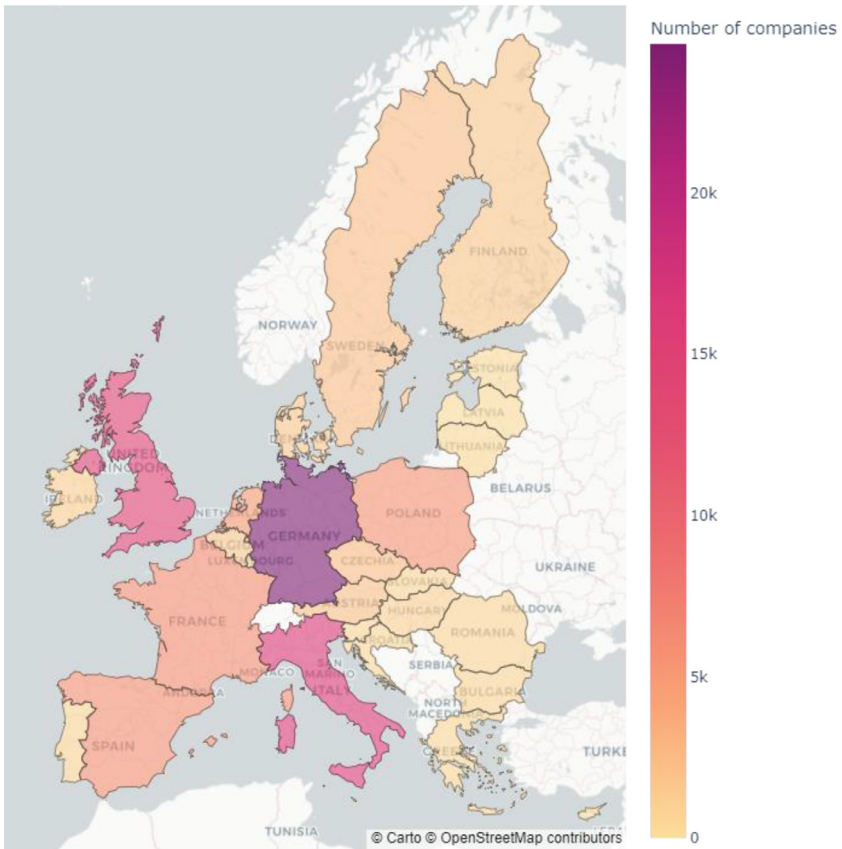 Number of companies
20k
15k
10k
5k
0
FINLAND
NORWAY
SWEDEN
ESTONIA
LATVIA
LITHUANIA
UNITED
KINGDOM
IRELAND
BELARUS
NETHERLANDS
POLAND
GERMANY
BELGIUM
LUXEMBOURG
CZECHIA
UKRAINE
SLOVAKIA
AUSTRIA
HUNGARY
MOLDOVA
FRANCE
ROMANIA
CROATIA
SERBIA
SAN
MARINO
MONACO
ITALY
ANDORRA
BULGARIA
NORTH
MACEDONIA
SPAIN
GREECE
TURKE
TUNISIA
© Carto © OpenStreetMap contributors